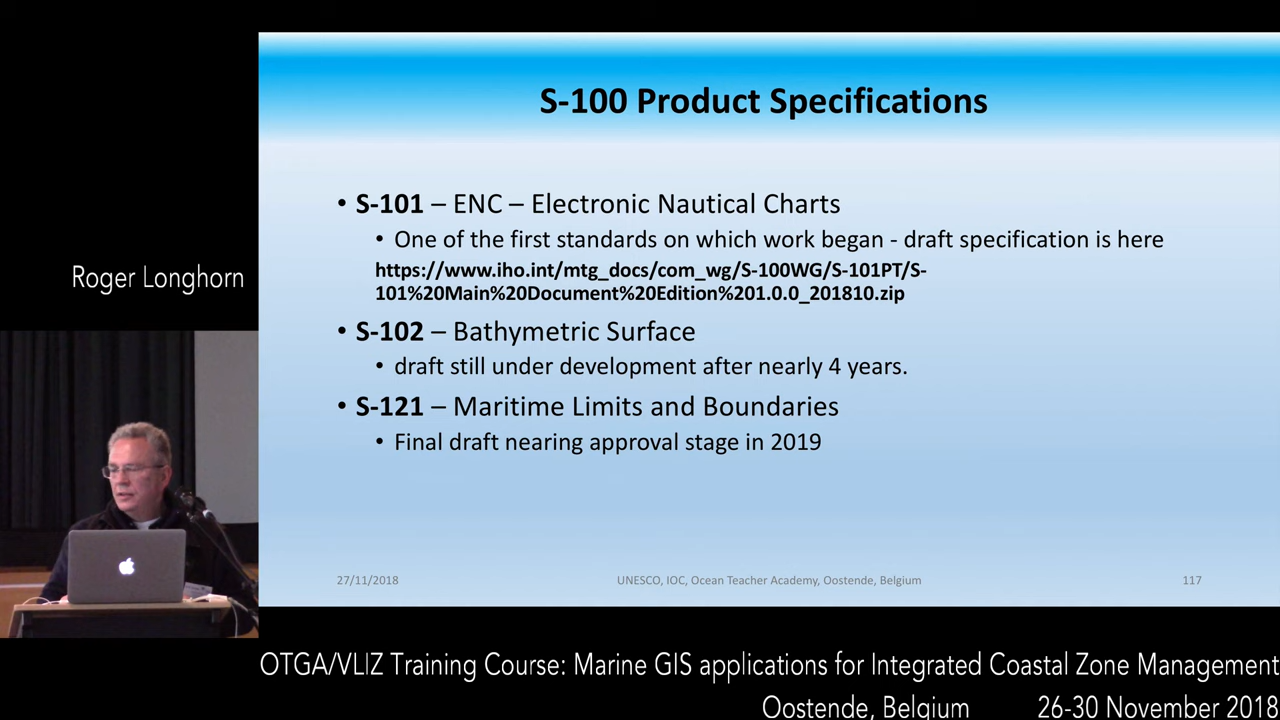 S-100 Product Specifications
• S-101 – ENC – Electronic Nautical Charts
• One of the first standards on which work began - draft specification is here
https://www.iho.int/mtg_docs/com_wg/S-100WG/S-101PT/S-
101%20Main%20Document%20Edition%201.0.0_201810.zip
• S-102 – Bathymetric Surface
• draft still under development after nearly 4 years.
• S-121 – Maritime Limits and Boundaries
• Final draft nearing approval stage in 2019
27/11/2018 UNESCO, IOC, Ocean Teacher Academy, Oostende, Belgium 117
Roger Longhorn
OTGA/VLIZ Training Course: Marine GIS applications for Integrated Coastal Zone Management
Oostende, Belgium 26-30 November 2018